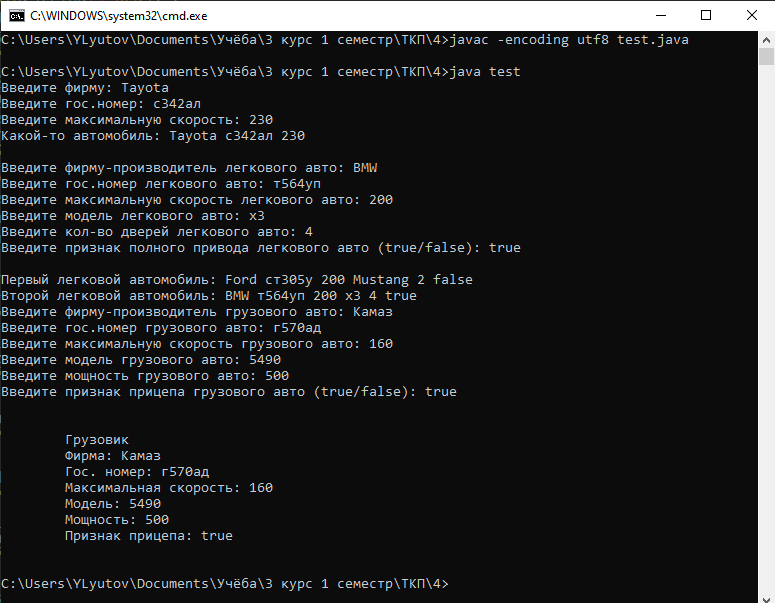 C:\WINDOWS\system32\cmd.exe
C:\Users\YLyutov\Documents\Учёба\3 курс 1 семестр\ТКП\4>javac -encoding utf8 test.java
C:\Users\YLyutov\Documents\Учёба\3 курс 1 семестр\ТКП\4>java test
Введите фирму: Tayota
Введите гос.номер: с342ал
Введите максимальную скорость: 230
Какой-то автомобиль: Tayota с342ал 230
Введите фирму-производитель легкового авто: BMW
Введите гос.номер легкового авто: т564уп
Введите максимальную скорость легкового авто: 200
Введите модель легкового авто: x3
Введите кол-во дверей легкового авто: 4
Введите признак полного привода легкового авто (true/false): true
Первый легковой автомобиль: Ford ст305у 200 Mustang 2 false
Второй легковой автомобиль: BMW т564уп 200 x3 4 true
Введите фирму-производитель грузового авто: Камаз
Введите гос.номер грузового авто: г570ад
Введите максимальную скорость грузового авто: 160
Введите модель грузового авто: 5490
Введите мощность грузового авто: 500
Введите признак прицепа грузового авто (true/false): true
Грузовик
Фирма: Камаз
Гос. номер: г570ад
Максимальная скорость: 160
Модель: 5490
Мощность: 500
Признак прицепа: true
C:\Users\YLyutov\Documents\Учёба\3 курс 1 семестр\ТКП\4>